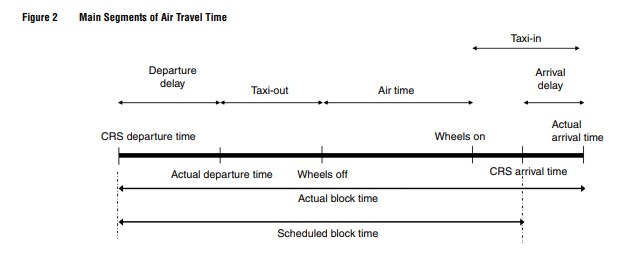 Figure 2 Main Segments of Air Travel Time
Taxi-in
Departure
delay
Taxi-out
Air time
Arrival
delay
CRS departure time
Wheels on
Actual
arrival time
Actual departure time
Wheels off
CRS arrival time
Actual block time
Scheduled block time